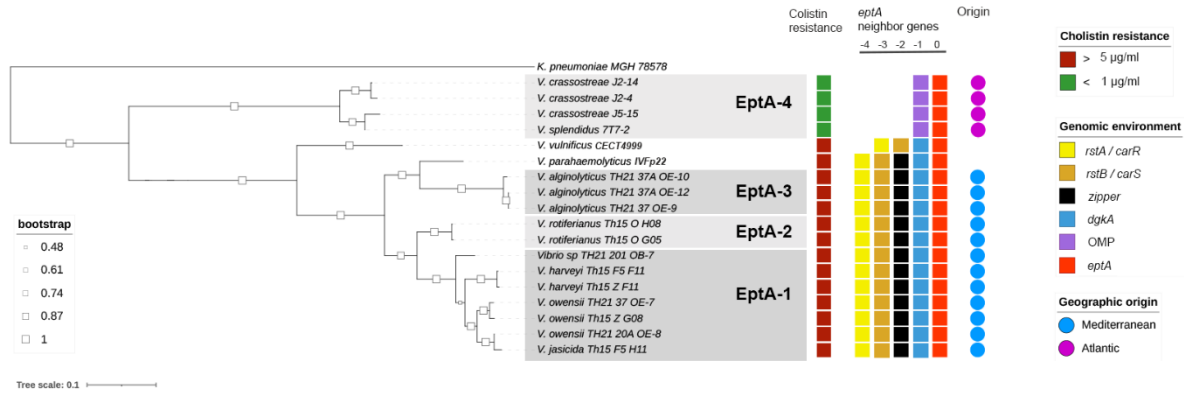 Colistin
resistance
eptA
neighbor genes
-4 -3 -2 -1 0
Origin
K. pneumoniae MGH 78578
V. crassostreae J2-14
V. crassostreae J2-4
V. crassostreae J5-15
V. splendidus 7T7-2
EptA-4
V. vulnificus CECT4999
V. parahaemolyticus IVFp22
V. alginolyticus TH21 37A OE-10
V. alginolyticus TH21 37A OE-12
V. alginolyticus TH21 37 OE-9
EptA-3
V. rotiferianus Th15 O H08
V. rotiferianus Th15 O G05
EptA-2
Vibrio sp TH21 201 OB-7
V. harveyi Th15 F5 F11
V. harveyi Th15 Z F11
V. owensii TH21 37 OE-7
V. owensii Th15 Z G08
V. owensii TH21 20A OE-8
V. jasicida Th15 F5 H11
EptA-1
bootstrap
0.48
0.61
0.74
0.87
1
Tree scale: 0.1
Cholistin resistance
> 5 µg/ml
< 1 µg/ml
Genomic environment
rstA / carR
rstB / carS
zipper
dgkA
OMP
eptA
Geographic origin
Mediterranean
Atlantic